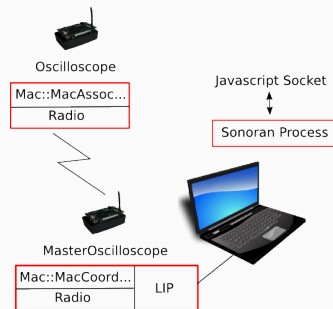 Oscilloscope
Mac::MacAssoc...
Radio
Javascript Socket
Sonoran Process
MasterOscilloscope
Mac::MacCoord...
Radio
LIP